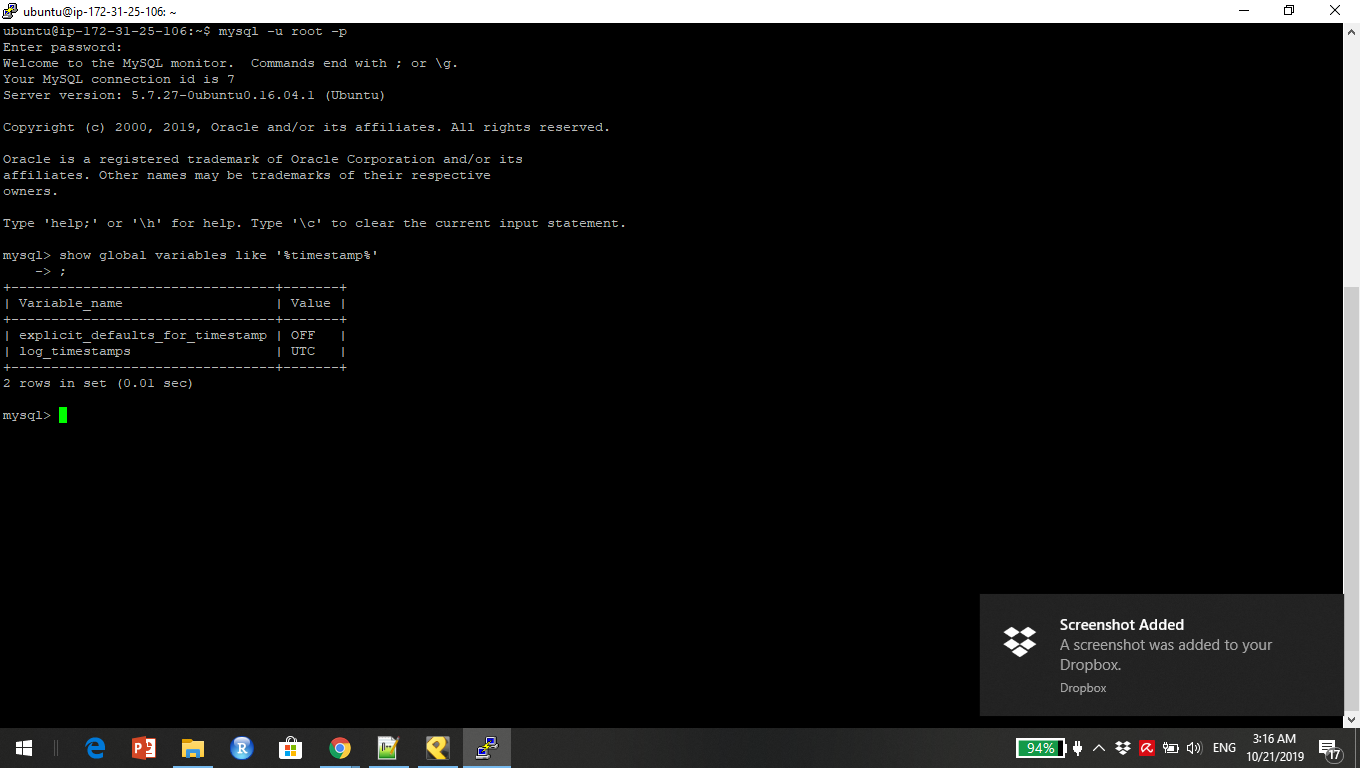 ubuntu@ip-172-31-25-106: ~
ubuntu@ip-172-31-25-106:~$ mysql -u root -p
Enter password:
Welcome to the MySQL monitor.  Commands end with ; or \g.
Your MySQL connection id is 7
Server version: 5.7.27-0ubuntu0.16.04.1 (Ubuntu)
Copyright (c) 2000, 2019, Oracle and/or its affiliates. All rights reserved.
Oracle is a registered trademark of Oracle Corporation and/or its
affiliates. Other names may be trademarks of their respective
owners.
Type 'help;' or '\h' for help. Type '\c' to clear the current input statement.
mysql> show global variables like '%timestamp%'
    -> ;
+---------------------------------+-------+
| Variable_name                   | Value |
+---------------------------------+-------+
| explicit_defaults_for_timestamp | OFF   |
| log_timestamps                  | UTC   |
+---------------------------------+-------+
2 rows in set (0.01 sec)
mysql>
Screenshot Added
A screenshot was added to your
Dropbox.
Dropbox
94%
ENG
3:16 AM
10/21/2019
17